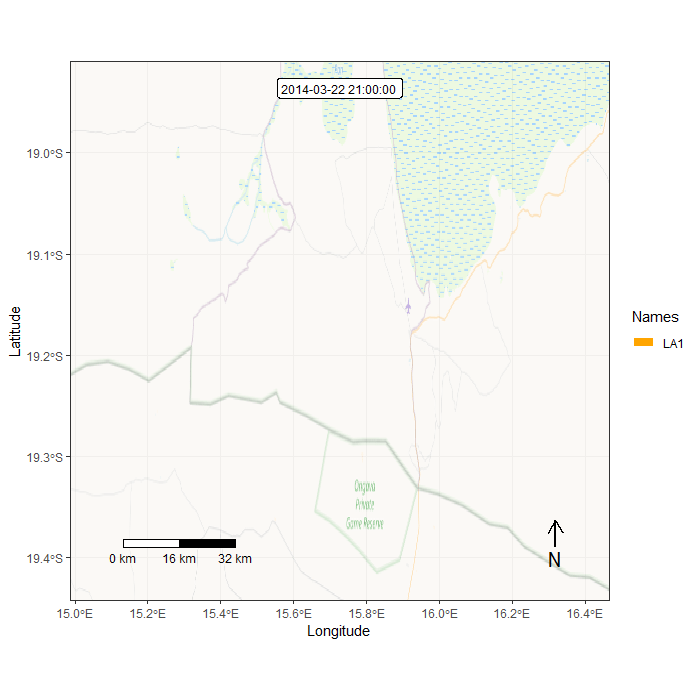 2014-03-22 21:00:00
19.0°S
19.1°S
19.2°S
19.3°S
19.4°S
Latitude
Ongava
Private
Game Reserve
0 km 16 km 32 km
N
15.0°E 15.2°E 15.4°E 15.6°E 15.8°E 16.0°E 16.2°E 16.4°E
Longitude
Names
LA1